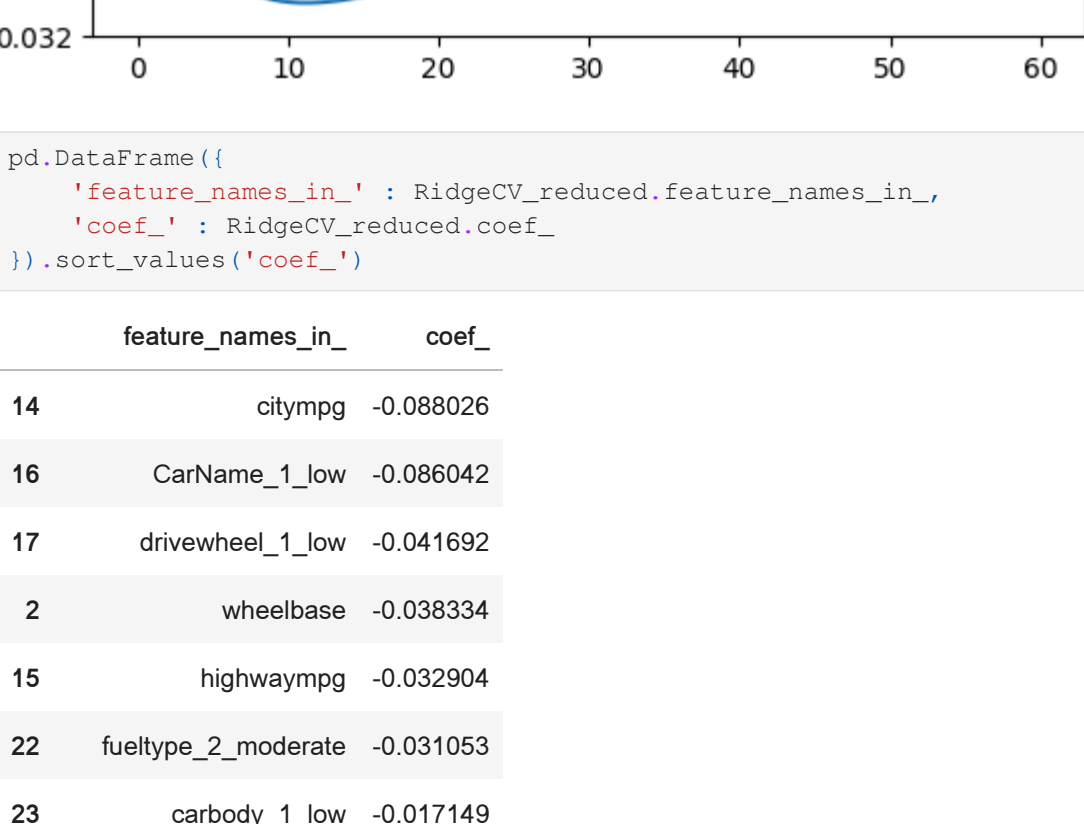 0.032
0 10 20 30 40 50 60
pd.DataFrame({
    'feature_names_in_' : RidgeCV_reduced.feature_names_in_,
    'coef_' : RidgeCV_reduced.coef_
}).sort_values('coef_')
feature_names_in_ coef_
14 citympg -0.088026
16 CarName_1_low -0.086042
17 drivewheel_1_low -0.041692
2 wheelbase -0.038334
15 highwaympg -0.032904
22 fueltype_2_moderate -0.031053
23 carbody_1_low -0.017149